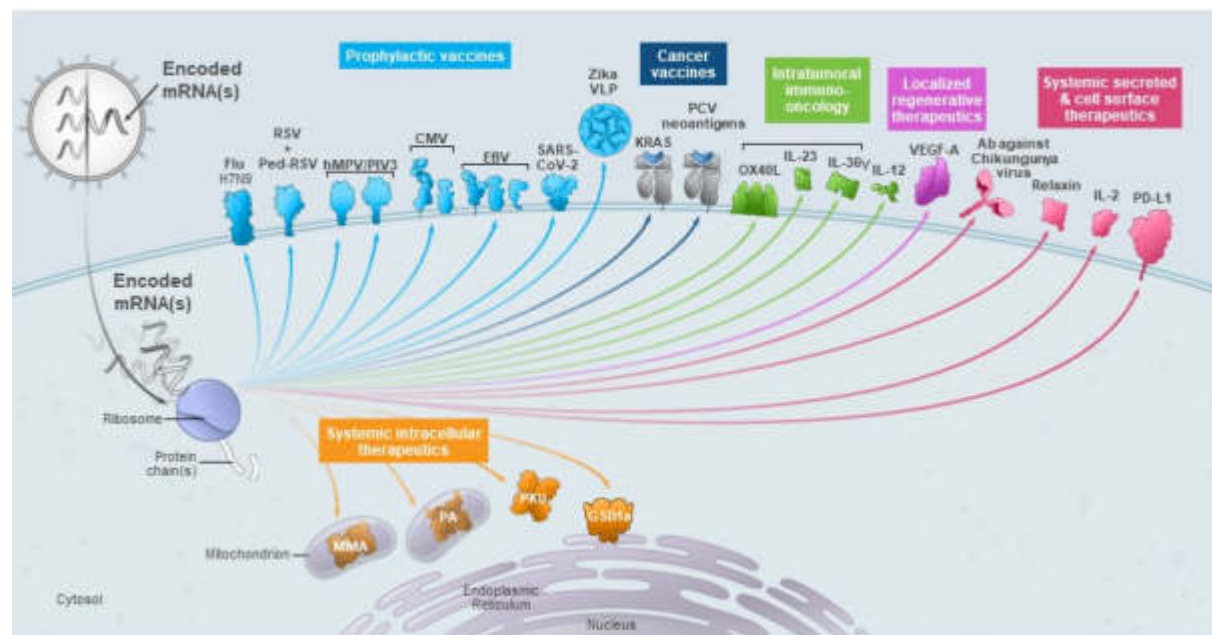 Encoded
mRNA(s)
Prophylactic vaccines
Cancer
vaccines
Intratumoral
immuno-
oncology
Localized
regenerative
therapeutics
Systemic secreted
& cell surface
therapeutics
Flu
H7N9
RSV
+
Ped-RSV
hMPV/PIV3
CMV
EBV
SARS-
CoV-2
Zika
VLP
KRAS
PCV
neoantigens
OX40L
IL-23
IL-36γ
IL-12
VEGF-A
Ab against
Chikungunya
virus
Relaxin
IL-2
PD-L1
Encoded
mRNA(s)
Ribosome
Protein
chain(s)
Systemic intracellular
therapeutics
MMA
PA
PKU
GSD1a
Mitochondrion
Endoplasmic
Reticulum
Nucleus
Cytosol